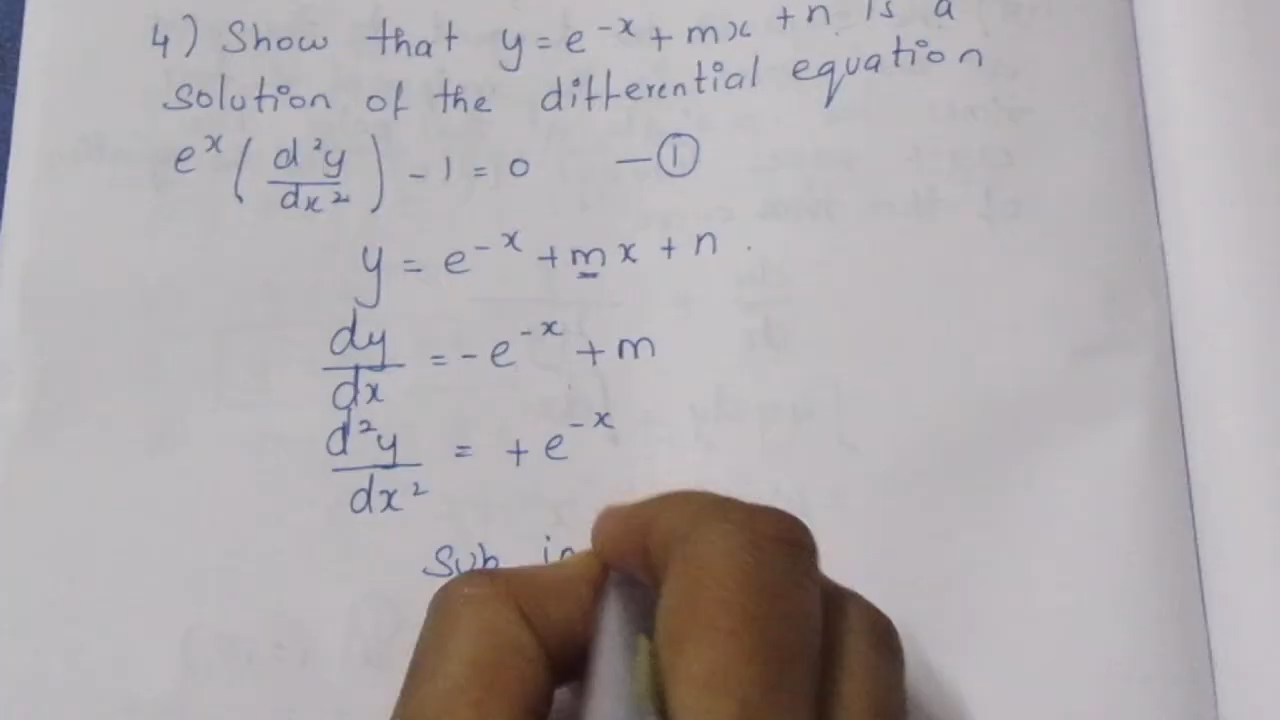 4) Show that y = e^-x + mx + n is a
solution of the differential equation
e^x (d²y/dx²) - 1 = 0 — ①
y = e^-x + mx + n .
dy/dx = -e^-x + m
d²y/dx² = + e^-x
Sub in